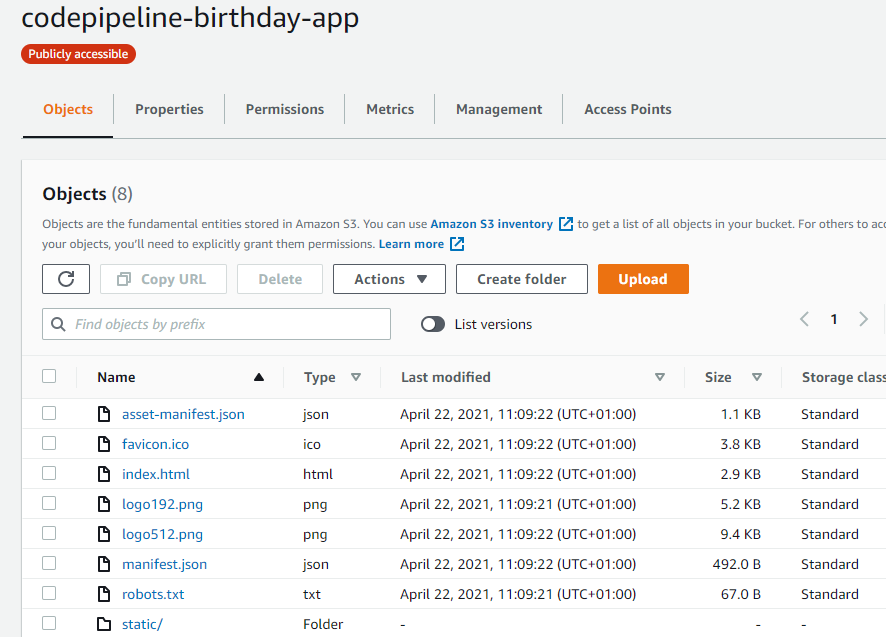 codepipeline-birthday-app
Publicly accessible
Objects Properties Permissions Metrics Management Access Points
Objects (8)
Objects are the fundamental entities stored in Amazon S3. You can use Amazon S3 inventory to get a list of all objects in your bucket. For others to
your objects, you'll need to explicitly grant them permissions. Learn more
Copy URL Delete Actions Create folder Upload
Find objects by prefix List versions 1
Name Type Last modified Size Storage
asset-manifest.json json April 22, 2021, 11:09:22 (UTC+01:00) 1.1 KB Standard
favicon.ico ico April 22, 2021, 11:09:22 (UTC+01:00) 3.8 KB Standard
index.html html April 22, 2021, 11:09:22 (UTC+01:00) 2.9 KB Standard
logo192.png png April 22, 2021, 11:09:21 (UTC+01:00) 5.2 KB Standard
logo512.png png April 22, 2021, 11:09:22 (UTC+01:00) 9.4 KB Standard
manifest.json json April 22, 2021, 11:09:22 (UTC+01:00) 492.0 B Standard
robots.txt txt April 22, 2021, 11:09:21 (UTC+01:00) 67.0 B Standard
static/ Folder - - -